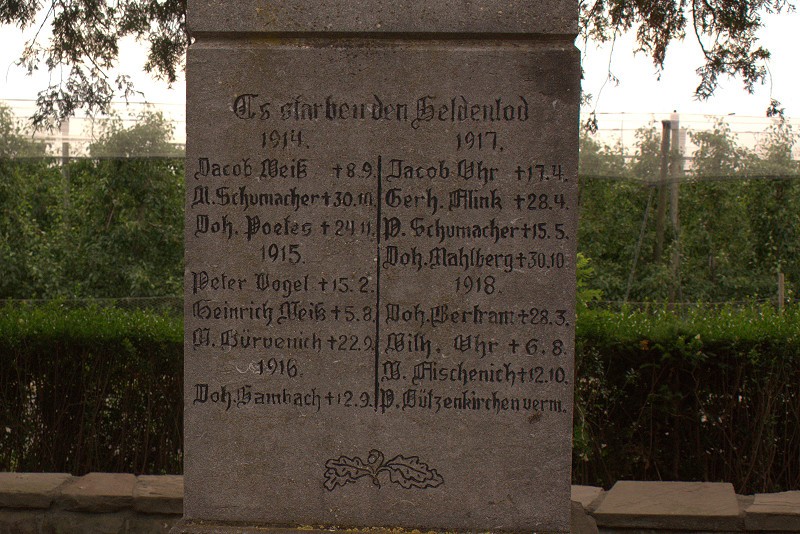 Es starben den Heldentod
1914.
Jacob Weiß +8.9.
M. Schumacher +30.10.
Joh. Poetes +24.11.
1915.
Peter Vogel +15.2.
Heinrich Weiß +5.8.
Bürvenich +22.9.
1916.
Joh. Hambach +12.9.
1917.
Jacob Uhr +17.4.
Gerh. Flink +28.4.
P. Schumacher +15.5.
Joh. Mahlberg +30.10.
1918.
Joh. Bertram +28.3.
Wilh. Uhr +6.8.
Fischenich +12.10.
P. Gülzenkirchen verm.